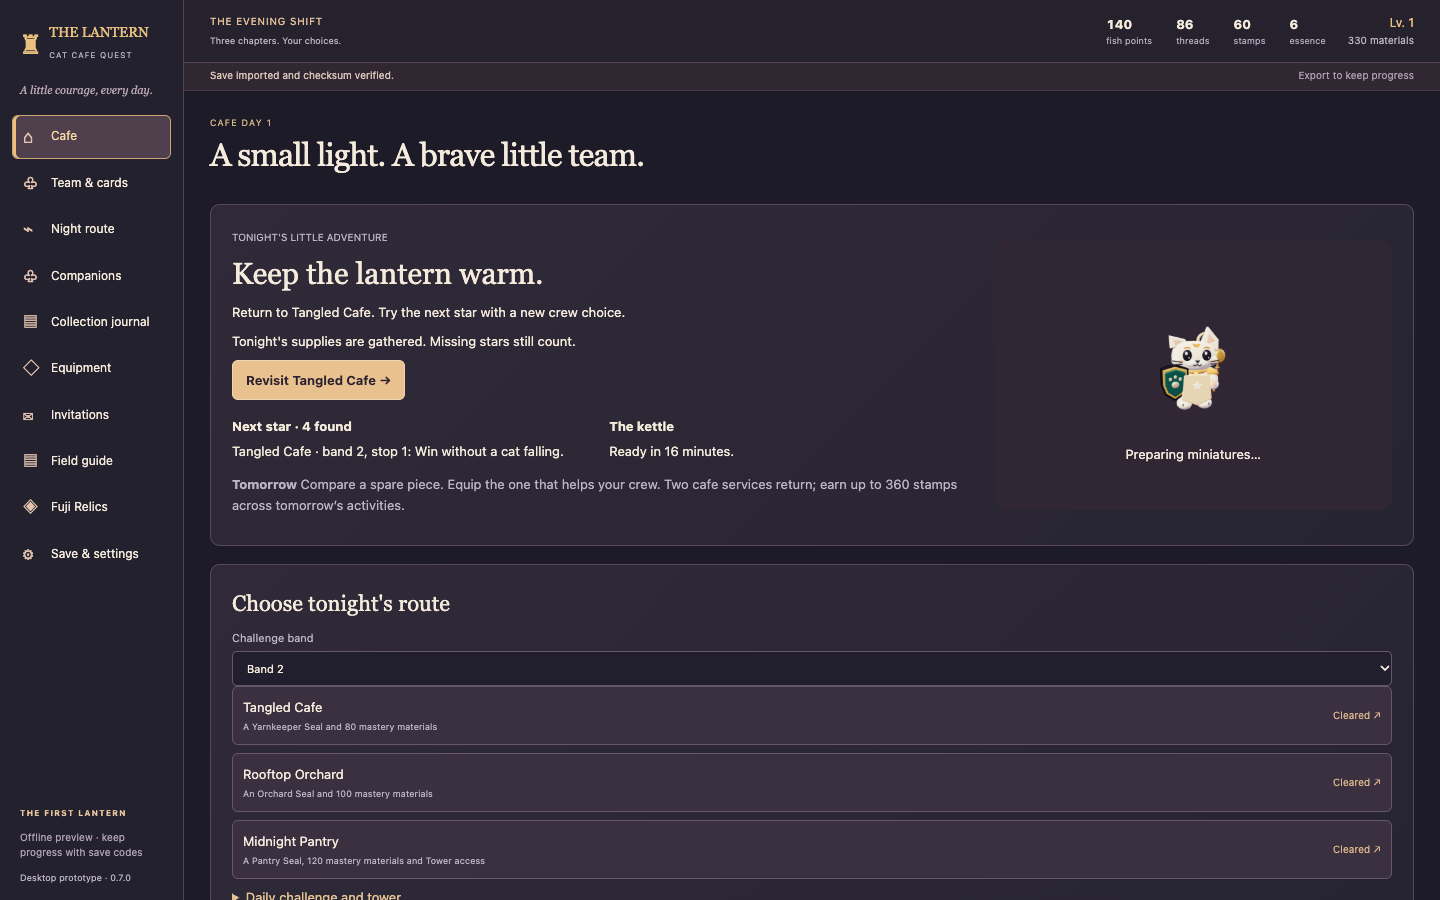 THE LANTERN
CAT CAFE QUEST
A little courage, every day.
Cafe
Team & cards
Night route
Companions
Collection journal
Equipment
Invitations
Field guide
Fuji Relics
Save & settings
THE FIRST LANTERN
Offline preview · keep
progress with save codes
Desktop prototype · 0.7.0
THE EVENING SHIFT
Three chapters. Your choices.
140
fish points
86
threads
60
stamps
6
essence
Lv. 1
330 materials
Save imported and checksum verified.
Export to keep progress
CAFE DAY 1
A small light. A brave little team.
TONIGHT'S LITTLE ADVENTURE
Keep the lantern warm.
Return to Tangled Cafe. Try the next star with a new crew choice.
Tonight's supplies are gathered. Missing stars still count.
Revisit Tangled Cafe →
Next star · 4 found
Tangled Cafe · band 2, stop 1: Win without a cat falling.
The kettle
Ready in 16 minutes.
Tomorrow Compare a spare piece. Equip the one that helps your crew. Two cafe services return; earn up to 360 stamps
across tomorrow’s activities.
Preparing miniatures...
Choose tonight's route
Challenge band
Band 2
Tangled Cafe
A Yarnkeeper Seal and 80 mastery materials
Cleared ↗
Rooftop Orchard
An Orchard Seal and 100 mastery materials
Cleared ↗
Midnight Pantry
A Pantry Seal, 120 mastery materials and Tower access
Cleared ↗
Daily challenge and tower